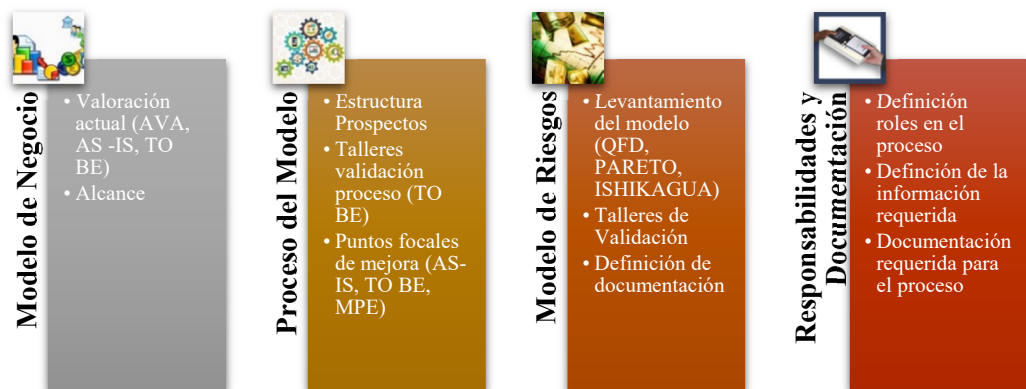 Modelo de Negocio
• Valoración
actual (AVA,
AS -IS, TO
BE)
• Alcance
Proceso del Modelo
• Estructura
Prospectos
• Talleres
validación
proceso (TO
BE)
• Puntos focales
de mejora (AS-
IS, TO BE,
MPE)
Modelo de Riesgos
• Levantamiento
del modelo
(QFD,
PARETO,
ISHIKAGUA)
• Talleres de
Validación
• Definición de
documentación
Responsabilidades y
Documentación
• Definición
roles en el
proceso
• Definción de la
información
requerida
• Documentación
requerida para
el proceso